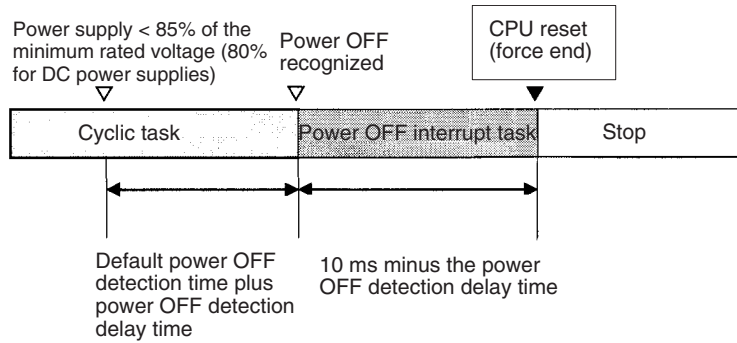 Power supply < 85% of the
minimum rated voltage (80%
for DC power supplies)
Power OFF
recognized
CPU reset
(force end)
Cyclic task
Power OFF interrupt task
Stop
Default power OFF
detection time plus
power OFF detection
delay time
10 ms minus the power
OFF detection delay time